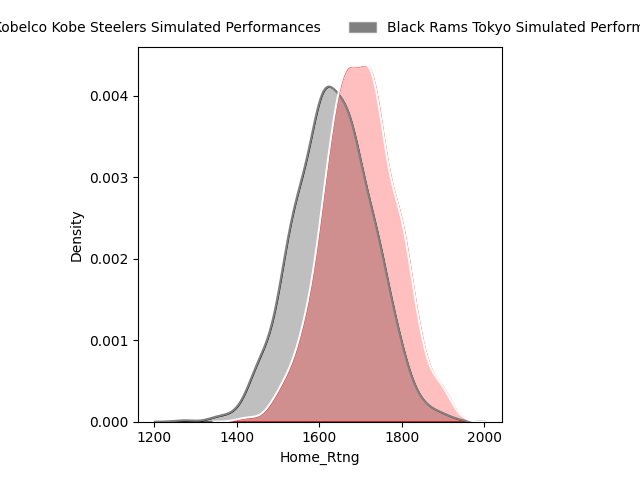 Kobelco Kobe Steelers Simulated Performances
Black Rams Tokyo Simulated Perform
0.004
0.003
0.002
0.001
0.000
Density
1200 1400 1600 1800 2000
Home_Rtng